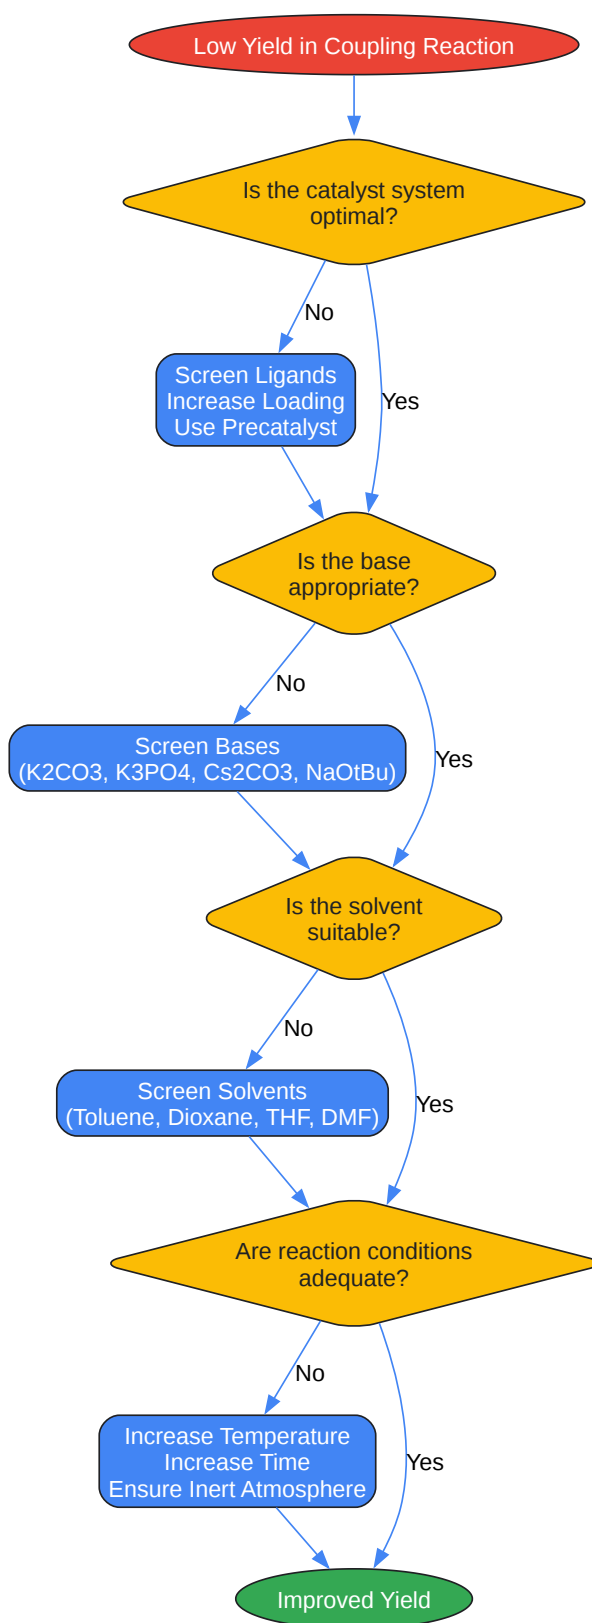 Low Yield in Coupling Reaction
Is the catalyst system
optimal?
No
Screen Ligands
Increase Loading
Use Precatalyst
Yes
Is the base
appropriate?
No
Screen Bases
(K2CO3, K3PO4, Cs2CO3, NaOtBu)
Yes
Is the solvent
suitable?
No
Screen Solvents
(Toluene, Dioxane, THF, DMF)
Yes
Are reaction conditions
adequate?
No
Increase Temperature
Increase Time
Ensure Inert Atmosphere
Yes
Improved Yield